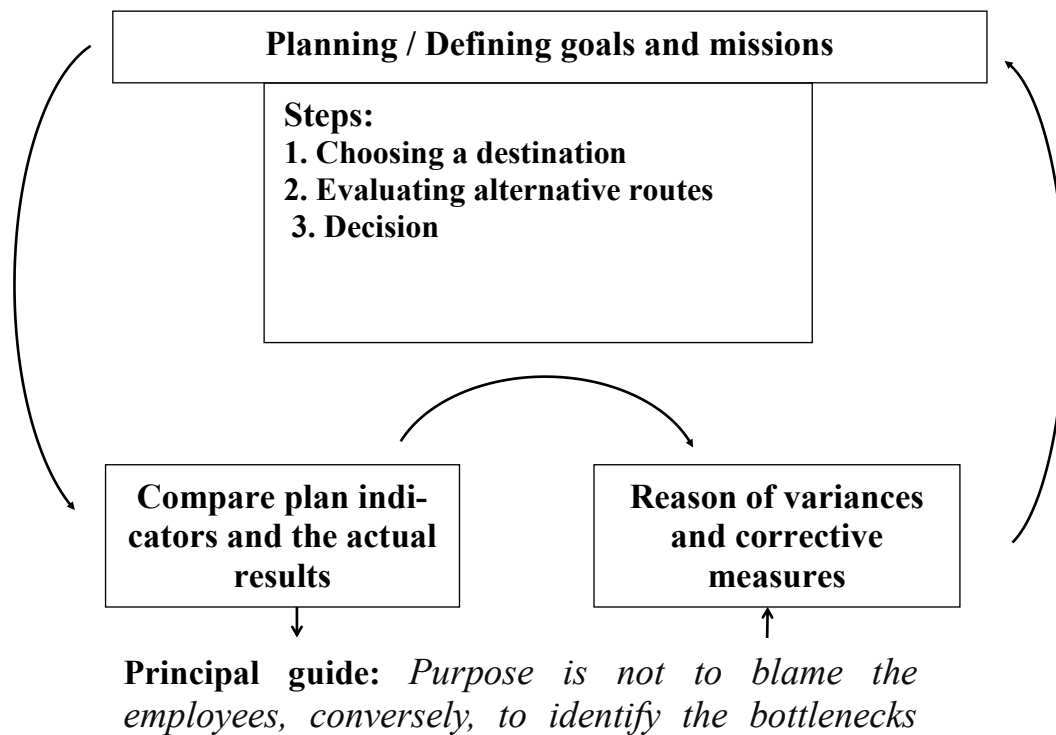 Planning / Defining goals and missions
Steps:
1. Choosing a destination
2. Evaluating alternative routes
3. Decision
Compare plan indi-
cators and the actual
results
Reason of variances
and corrective
measures
Principal guide: Purpose is not to blame the
employees, conversely, to identify the bottlenecks